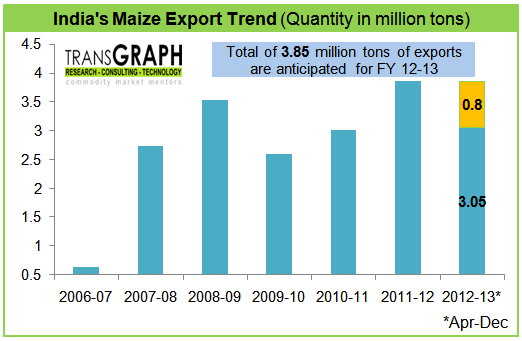 India's Maize Export Trend (Quantity in million tons)
TRANSGRAPH
RESEARCH - CONSULTING - TECHNOLOGY
commodity market mentors
Total of 3.85 million tons of exports
are anticipated for FY 12-13
4.5
4
3.5
3
2.5
2
1.5
1
0.5
0.8
3.05
2006-07 2007-08 2008-09 2009-10 2010-11 2011-12 2012-13*
*Apr-Dec